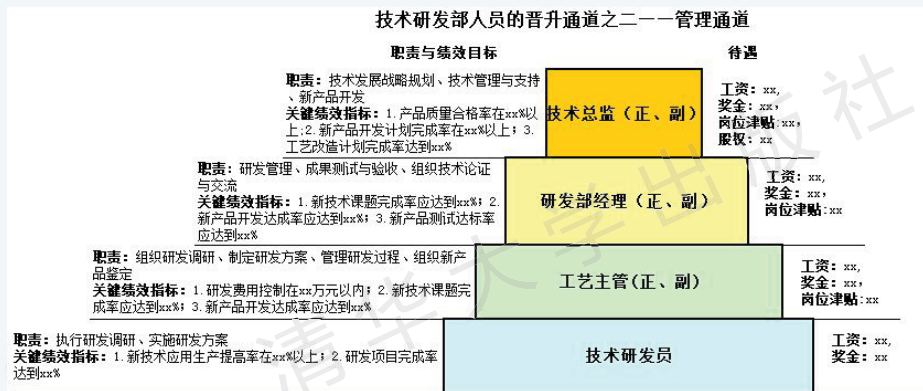 技术研发部人员的晋升通道之二一一管理通道
职责与绩效目标
待遇
职责：技术发展战略规划、技术管理与支持
、新产品开发
关键绩效指标：1.产品质量合格率在xx%以
上;2.新产品开发计划完成率在xx%以上；3.
工艺改造计划完成率达到xx%
技术总监（正、副）
工资：xx,
奖金：xx，
岗位津贴:xx，
股权：xx
职责：研发管理、成果测试与验收、组织技术论证
与交流
关键绩效指标：1.新技术课题完成率应达到xx%；2.
新产品开发达成率应达到xx%；3.新产品测试达标率
应达到xx%
研发部经理（正、副）
工资：xx,
奖金：xx，
岗位津贴:xx
职责：组织研发调研、制定研发方案、管理研发过程、组织新产
品鉴定
关键绩效指标：1.研发费用控制在xx万元以内；2.新技术课题完
成率应达到xx%；3.新产品开发达成率应达到xx%
工艺主管(正、副）
工资：xx,
奖金：xx，
岗位津贴:xx
职责：执行研发调研、实施研发方案
关键绩效指标：1.新技术应用生产提高率在xx%以上；2.研发项目完成率
达到xx%
技术研发员
工资：xx,
奖金：xx
清华大学出版社